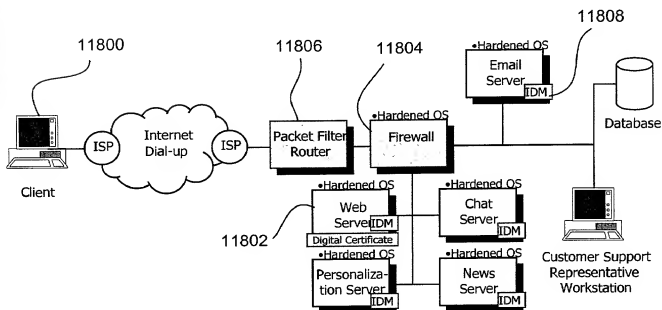 11800
11806
11804
11808
•Hardened OS
Email
Server
IDM
Database
ISP
Internet
Dial-up
ISP
Packet Filter
Router
•Hardened OS
Firewall
Client
11802
•Hardened OS
Web
Server
IDM
Digital Certificate
•Hardened OS
Chat
Server
IDM
•Hardened OS
Personaliza-
tion Server
IDM
•Hardened OS
News
Server
IDM
Customer Support
Representative
Workstation